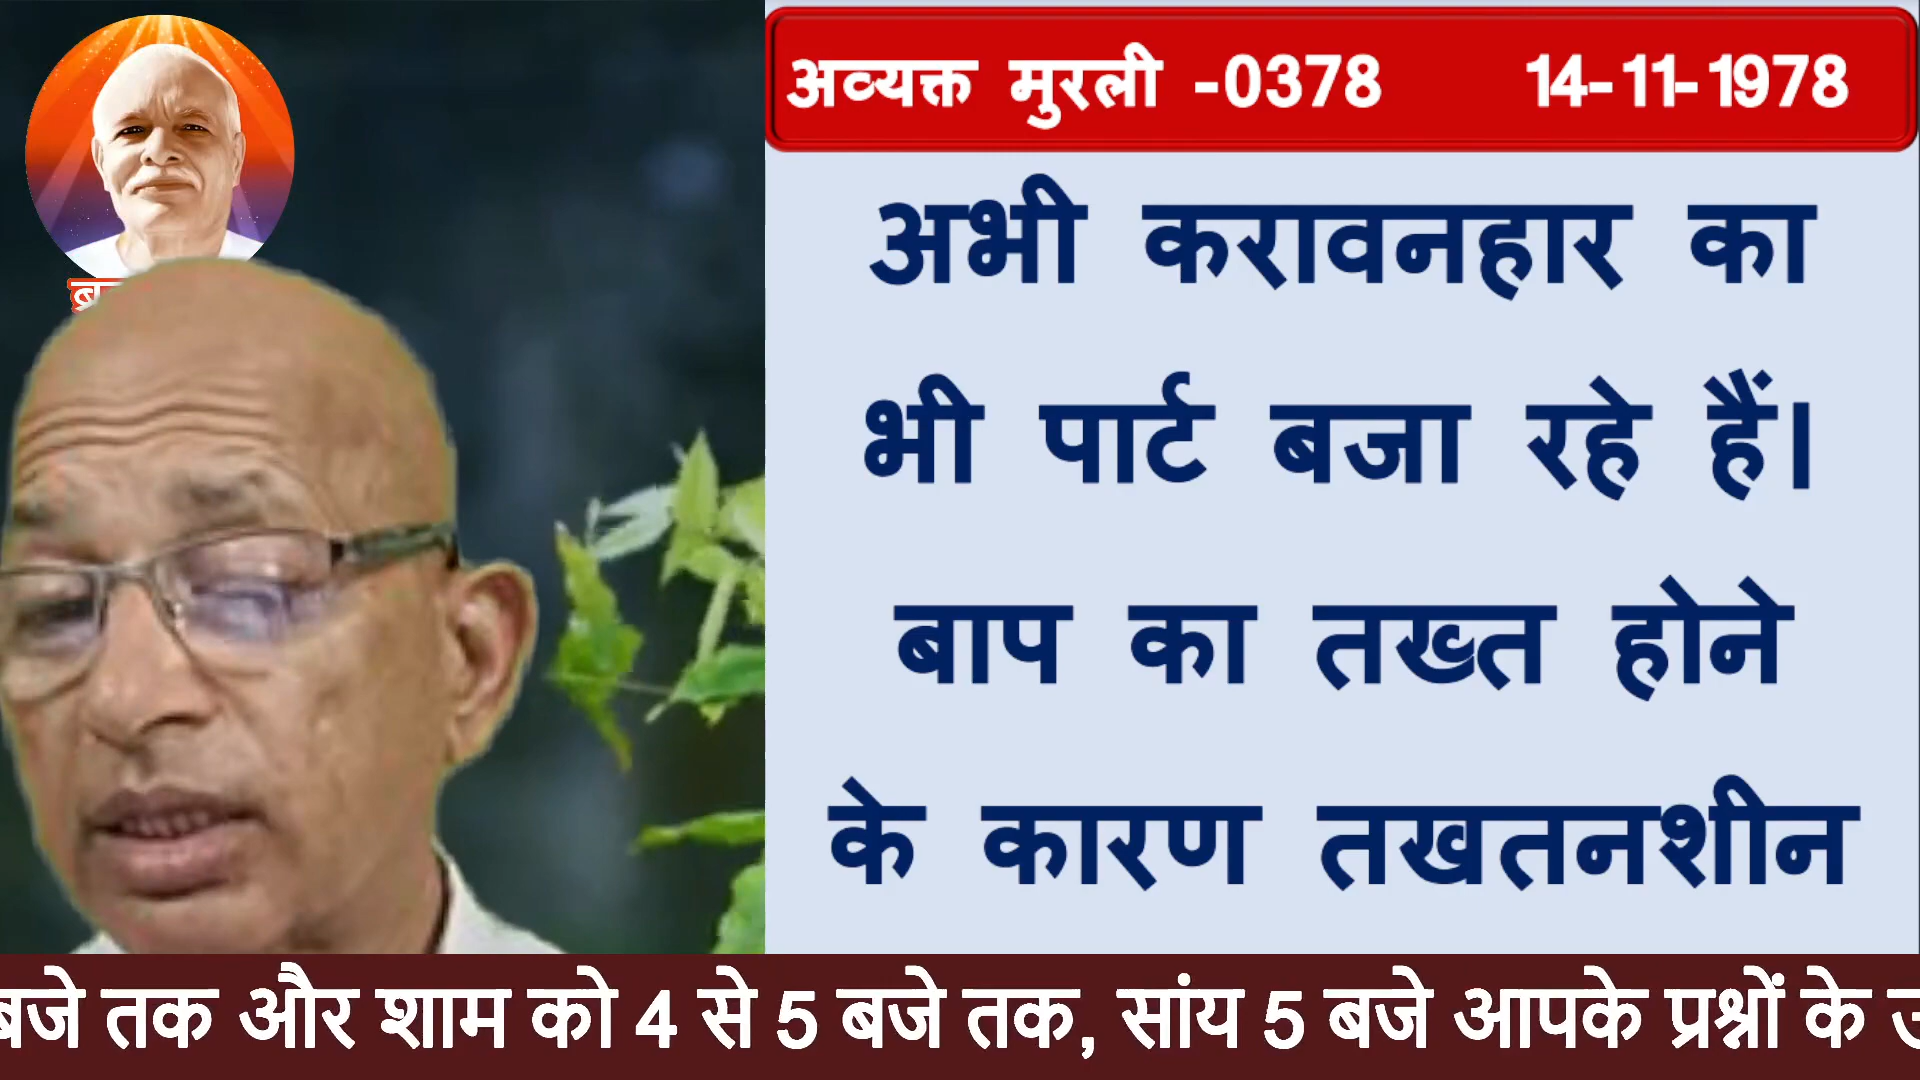 अव्यक्त मुरली -0378 14-11-1978
अभी करावनहार का
भी पार्ट बजा रहे हैं।
बाप का तख्त होने
के कारण तखतनशीन
बजे तक और शाम को 4 से 5 बजे तक, सांय 5 बजे आपके प्रश्नों के